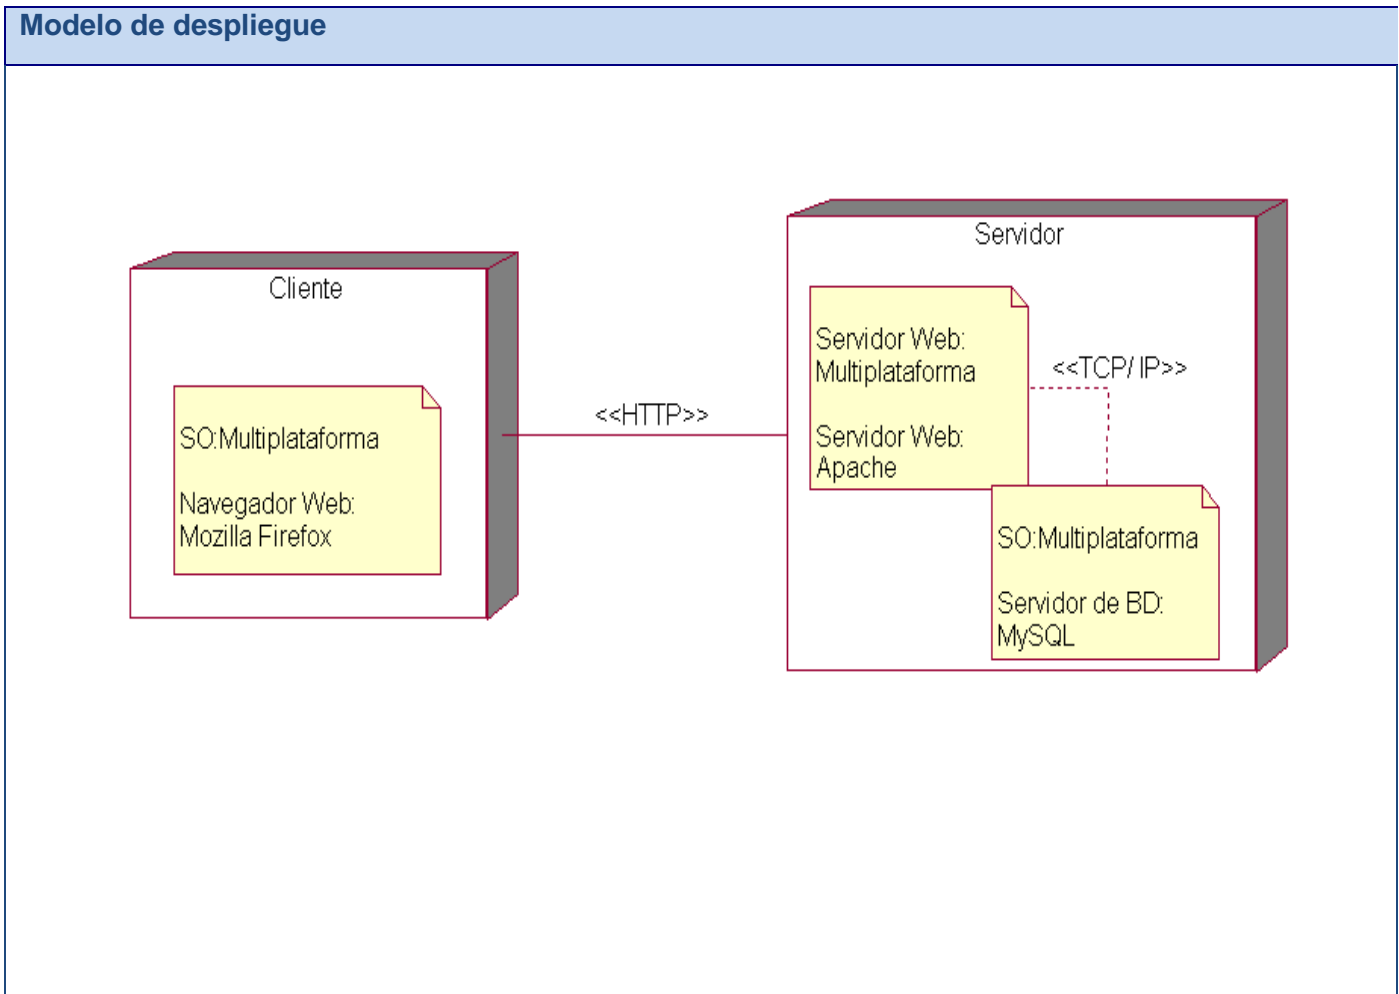 Modelo de despliegue
Cliente
SO:Multiplataforma
Navegador Web:
Mozilla Firefox
<<HTTP>>
Servidor
Servidor Web:
Multiplataforma
Servidor Web:
Apache
<<TCP/ IP>>
SO:Multiplataforma
Servidor de BD:
MySQL